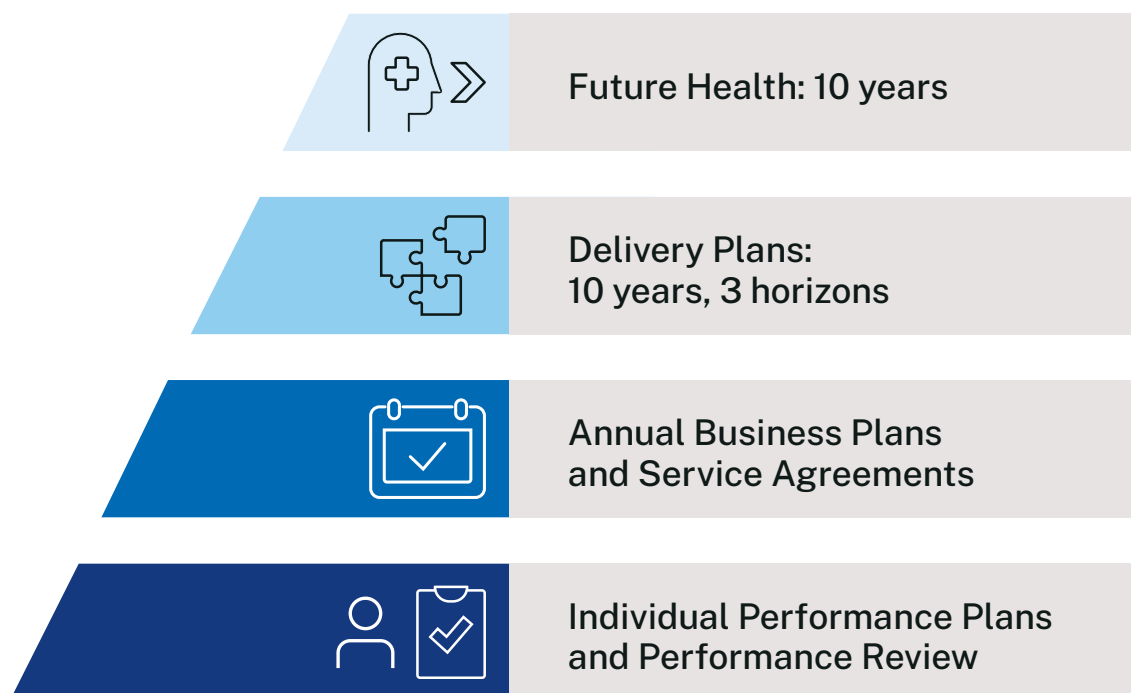 Future Health: 10 years
Delivery Plans:
10 years, 3 horizons
Annual Business Plans
and Service Agreements
Individual Performance Plans
and Performance Review